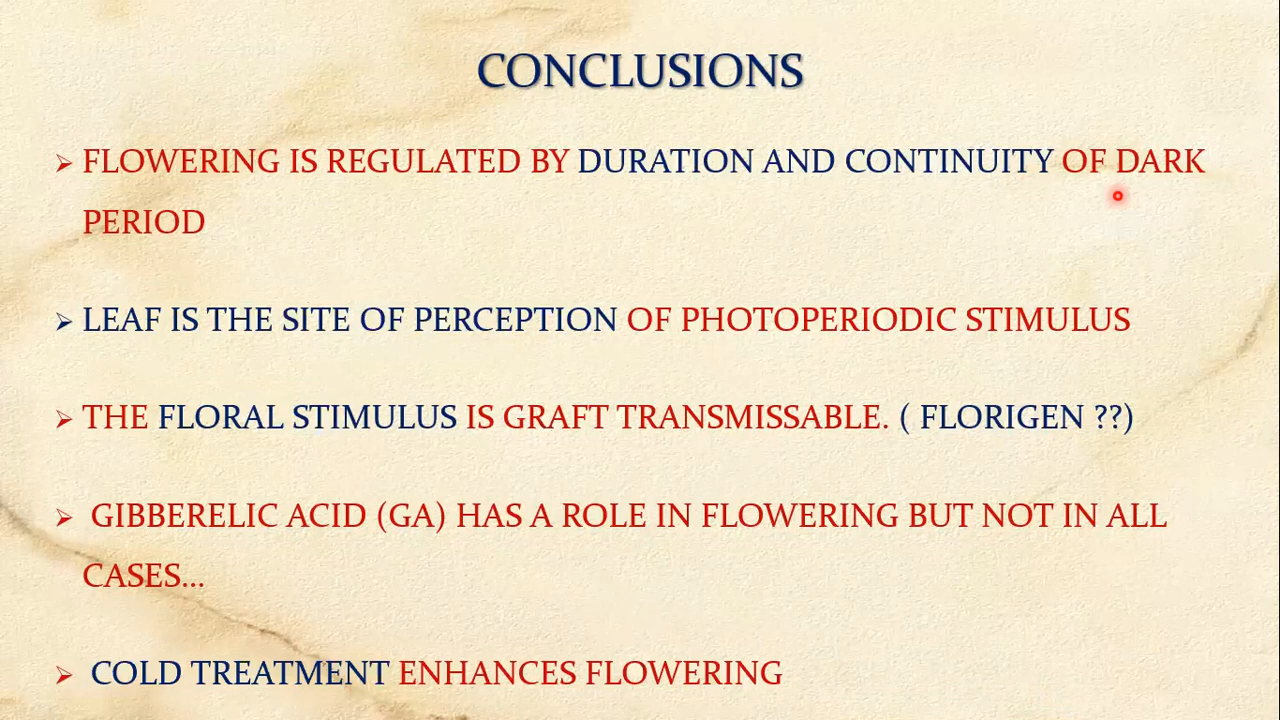 CONCLUSIONS
➢ FLOWERING IS REGULATED BY DURATION AND CONTINUITY OF DARK
PERIOD
➢ LEAF IS THE SITE OF PERCEPTION OF PHOTOPERIODIC STIMULUS
➢ THE FLORAL STIMULUS IS GRAFT TRANSMISSABLE. ( FLORIGEN ??)
➢ GIBBERELIC ACID (GA) HAS A ROLE IN FLOWERING BUT NOT IN ALL
CASES...
➢ COLD TREATMENT ENHANCES FLOWERING